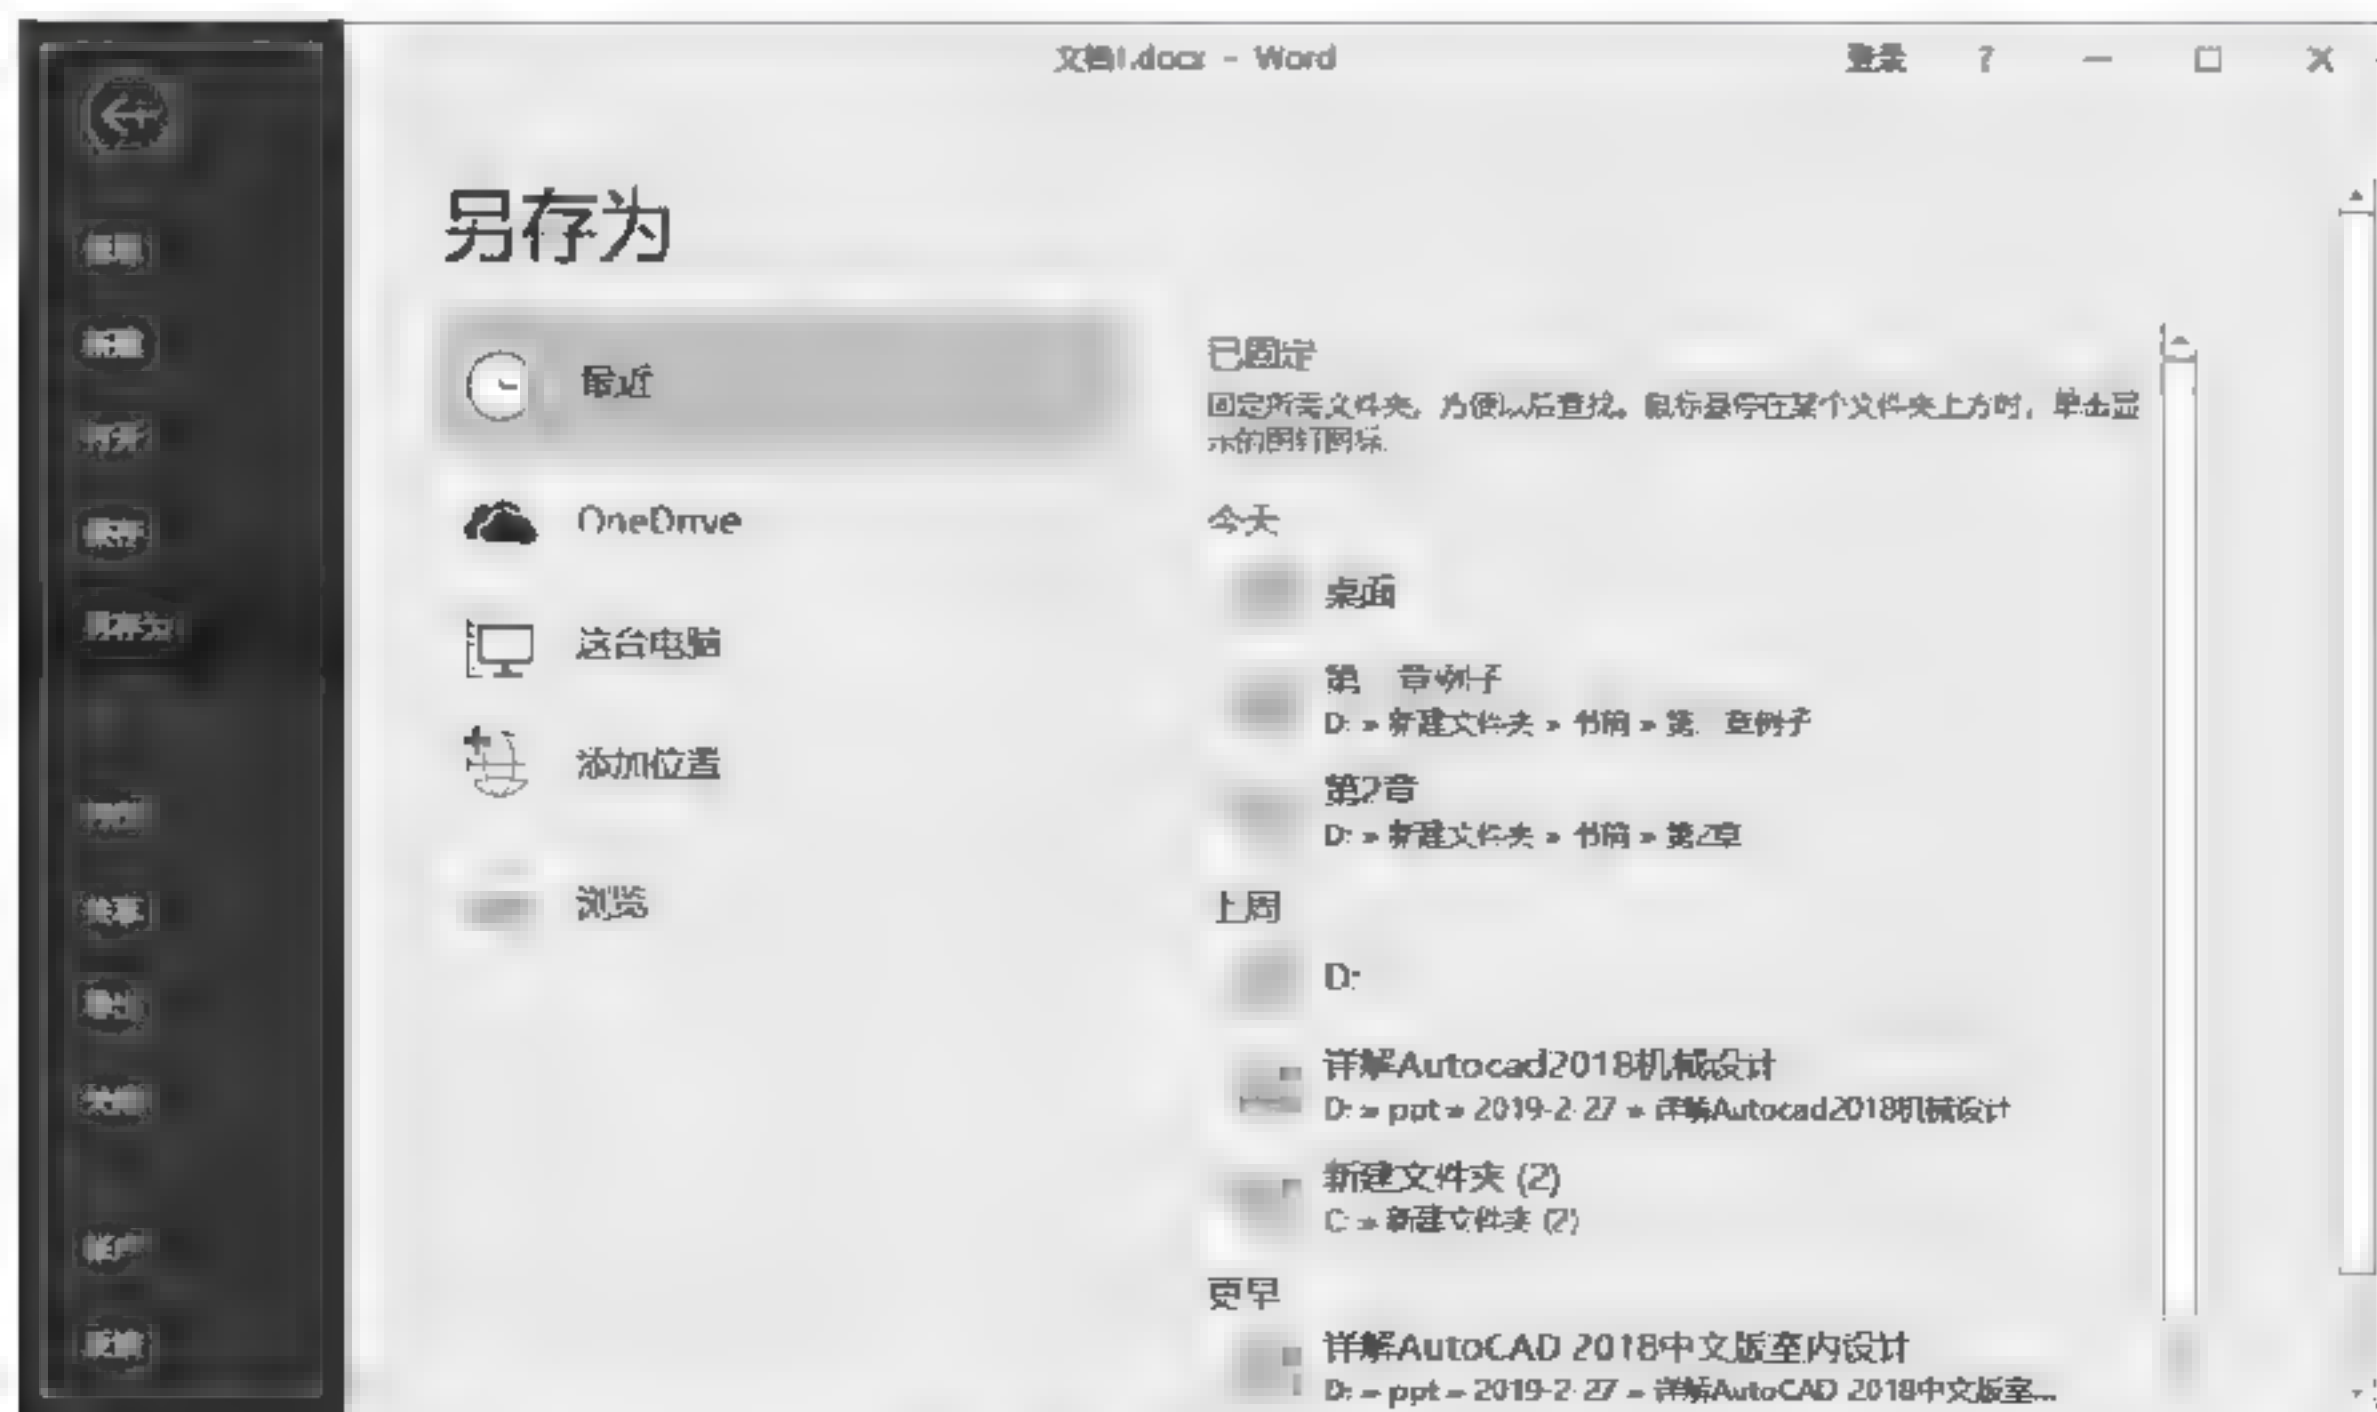 文档1.docx - Word
登录 ?
另存为
最近
OneDrive
这台电脑
添加位置
浏览
另存为
已固定
固定所需文件夹，方便以后查找。鼠标悬停在某个文件夹上方时，单击显
示的图钉图标。
今天
桌面
第 章例子
D: » 新建文件夹 » 书稿 » 第 章例子
第2章
D: » 新建文件夹 » 书稿 » 第2章
上周
D:
详解Autocad2018机械设计
D: » ppt » 2019-2-27 » 详解Autocad2018机械设计
新建文件夹 (2)
C: » 新建文件夹 (2)
更早
详解AutoCAD 2018中文版室内设计
D: » ppt » 2019-2-27 » 详解AutoCAD 2018中文版室...